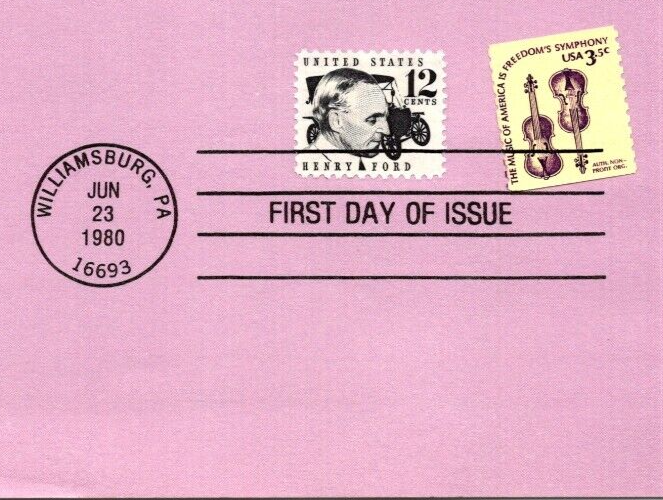 UNITED STATES
12
CENTS
HENRY FORD
THE MUSIC OF AMERICA IS FREEDOM'S SYMPHONY
USA 3.5c
AUTH. NON-
PROFIT ORG.
WILLIAMSBURG, PA
JUN
23
1980
16693
FIRST DAY OF ISSUE